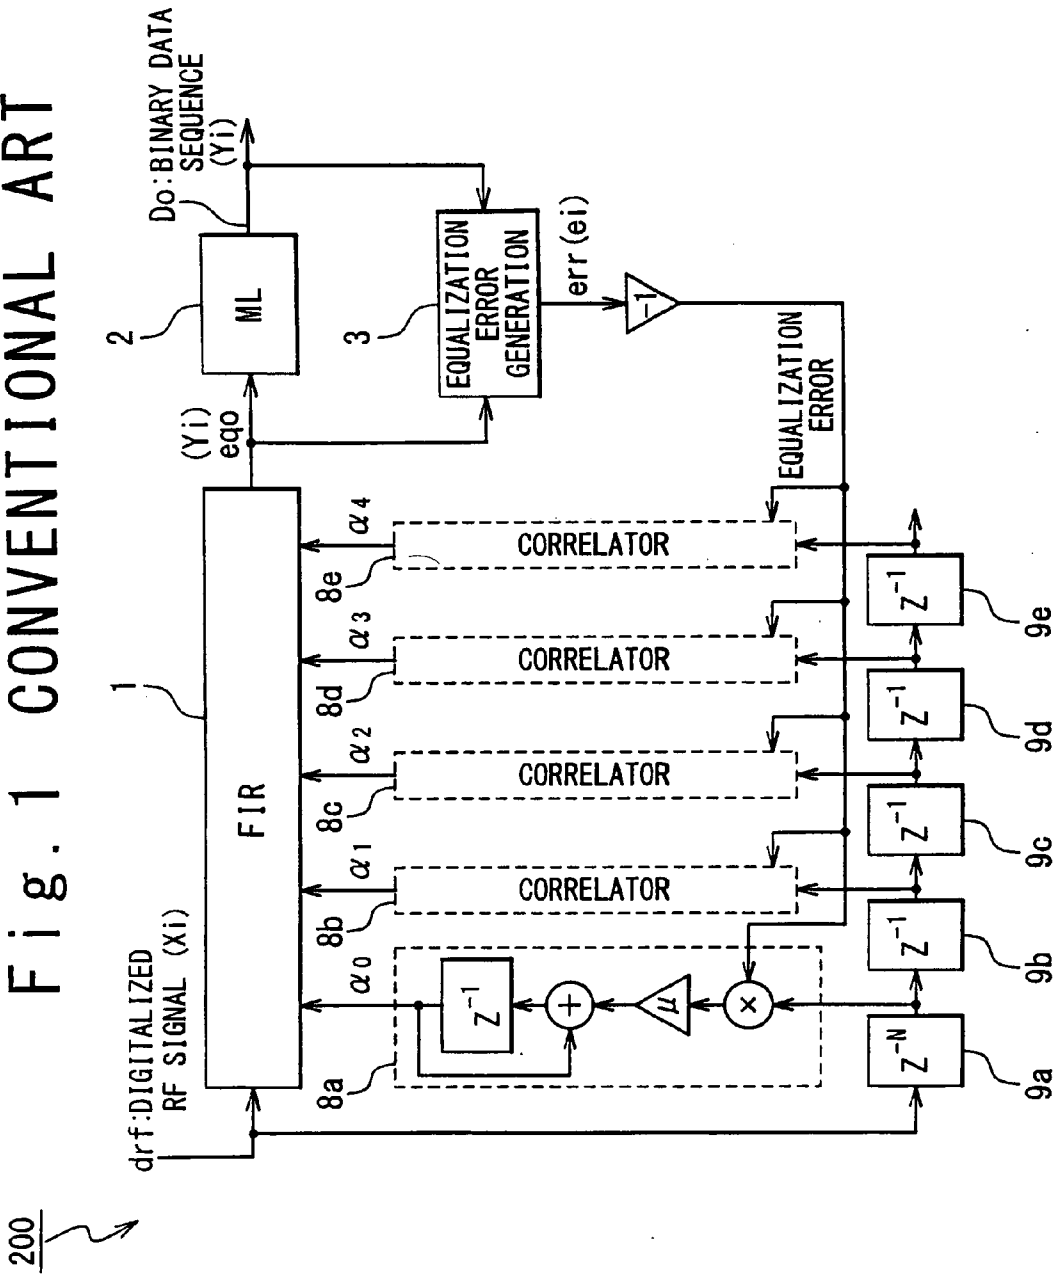 Fig. 1 CONVENTIONAL ART
200
drf:DIGITALIZED
RF SIGNAL (Xi)
1
FIR
(Yi)
eqo
2
ML
Do:BINARY DATA
SEQUENCE
(Yi)
3
EQUALIZATION
ERROR
GENERATION
err(ei)
-1
EQUALIZATION
ERROR
α0
α1
α2
α3
α4
8a
8b
8c
8d
8e
Z-1
+
μ
×
CORRELATOR
CORRELATOR
CORRELATOR
CORRELATOR
Z-N
Z-1
Z-1
Z-1
Z-1
9a
9b
9c
9d
9e